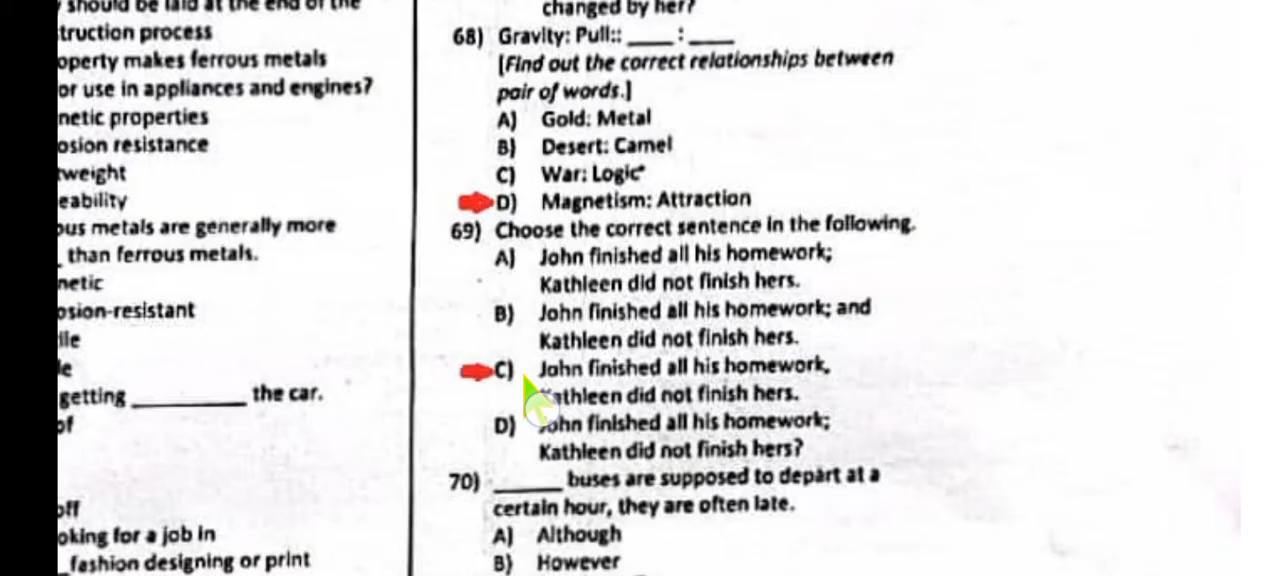 should be laid at the end of the
truction process
operty makes ferrous metals
or use in appliances and engines?
netic properties
osion resistance
weight
eability
ous metals are generally more
_ than ferrous metals.
netic
osion-resistant
ile
le
getting ________ the car.
of
off
oking for a job in
_fashion designing or print
changed by her?
68) Gravity: Pull:: ____ : ____
[Find out the correct relationships between
pair of words.]
A) Gold: Metal
B) Desert: Camel
C) War: Logic
D) Magnetism: Attraction
69) Choose the correct sentence in the following.
A) John finished all his homework;
Kathleen did not finish hers.
B) John finished all his homework; and
Kathleen did not finish hers.
C) John finished all his homework,
Kathleen did not finish hers.
D) John finished all his homework;
Kathleen did not finish hers?
70) ______ buses are supposed to depart at a
certain hour, they are often late.
A) Although
B) However